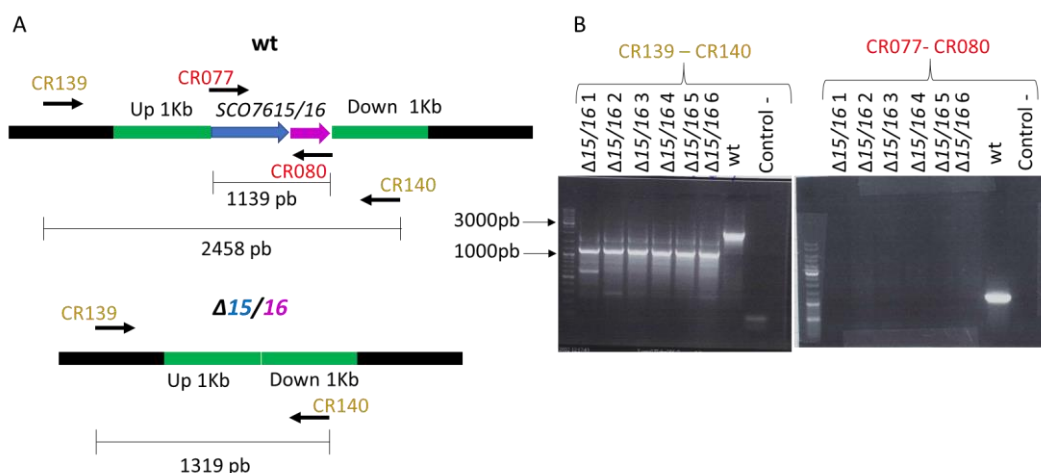 A
wt
CR139
CR077
Up 1Kb
SCO7615/16
Down 1Kb
CR080
1139 pb
CR140
2458 pb
Δ15/16
CR139
Up 1Kb
Down 1Kb
CR140
1319 pb
B
CR139 – CR140
Δ15/16 1
Δ15/16 2
Δ15/16 3
Δ15/16 4
Δ15/16 5
Δ15/16 6
wt
Control -
3000pb
1000pb
CR077- CR080
Δ15/16 1
Δ15/16 2
Δ15/16 3
Δ15/16 4
Δ15/16 5
Δ15/16 6
wt
Control -